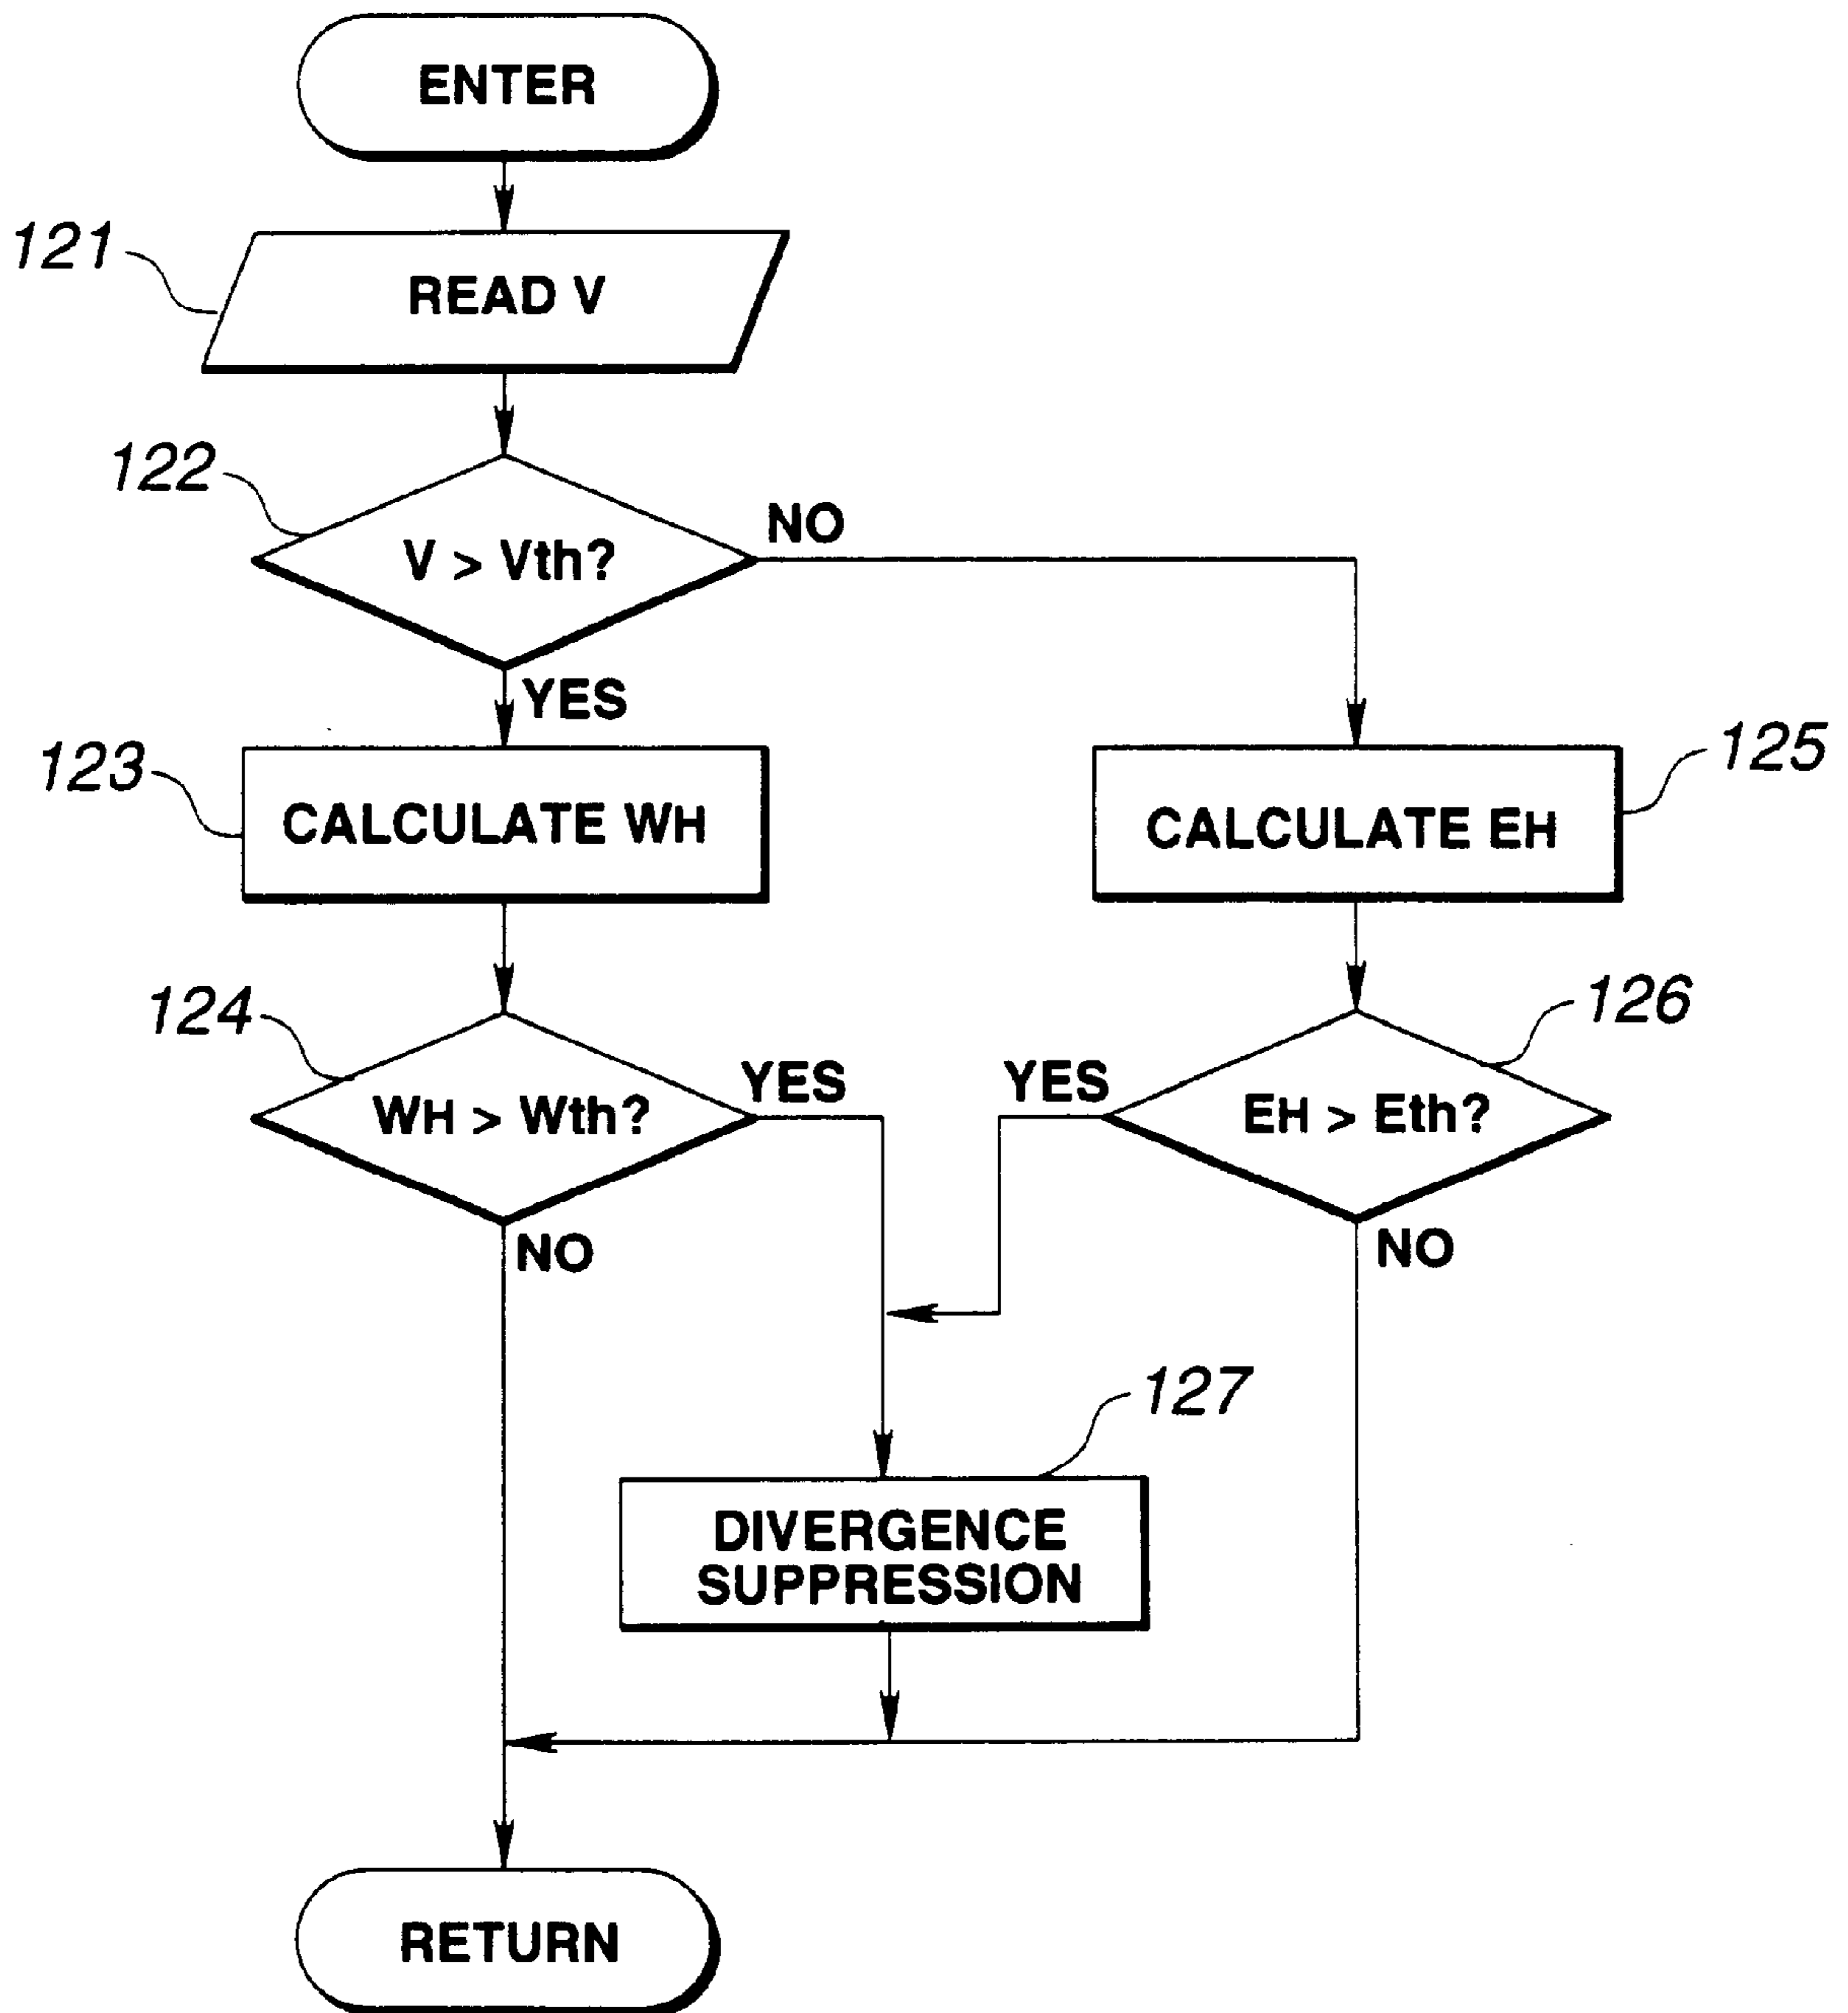 ENTER
121
READ V
122
V > Vth?
NO
YES
123
CALCULATE WH
125
CALCULATE EH
124
WH > Wth?
YES
NO
126
YES
EH > Eth?
NO
127
DIVERGENCE
SUPPRESSION
RETURN